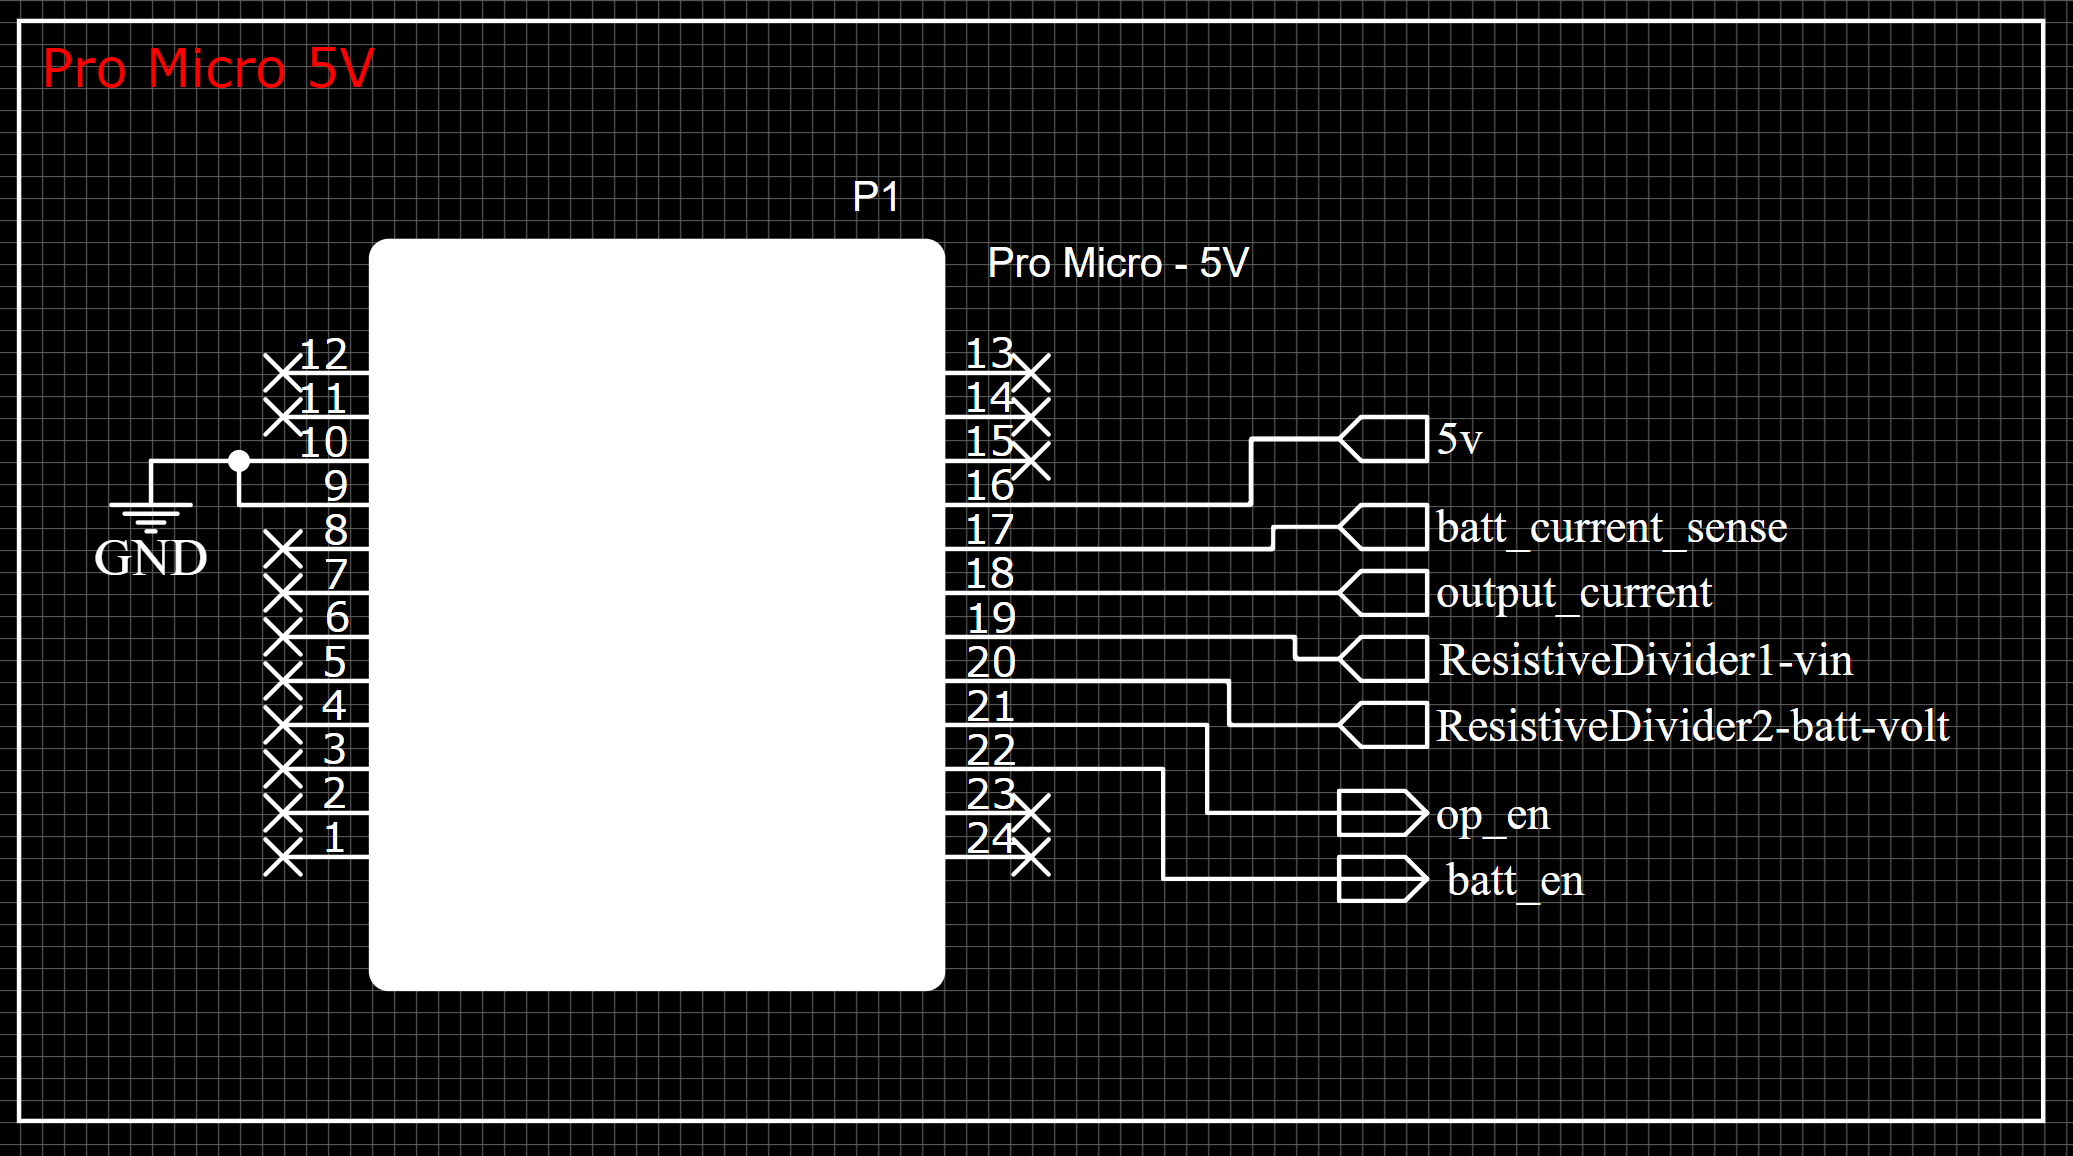 Pro Micro 5V
P1
Pro Micro - 5V
12
11
10
9
8
7
6
5
4
3
2
1
GND
13
14
15
16
17
18
19
20
21
22
23
24
5v
batt_current_sense
output_current
ResistiveDivider1-vin
ResistiveDivider2-batt-volt
op_en
batt_en